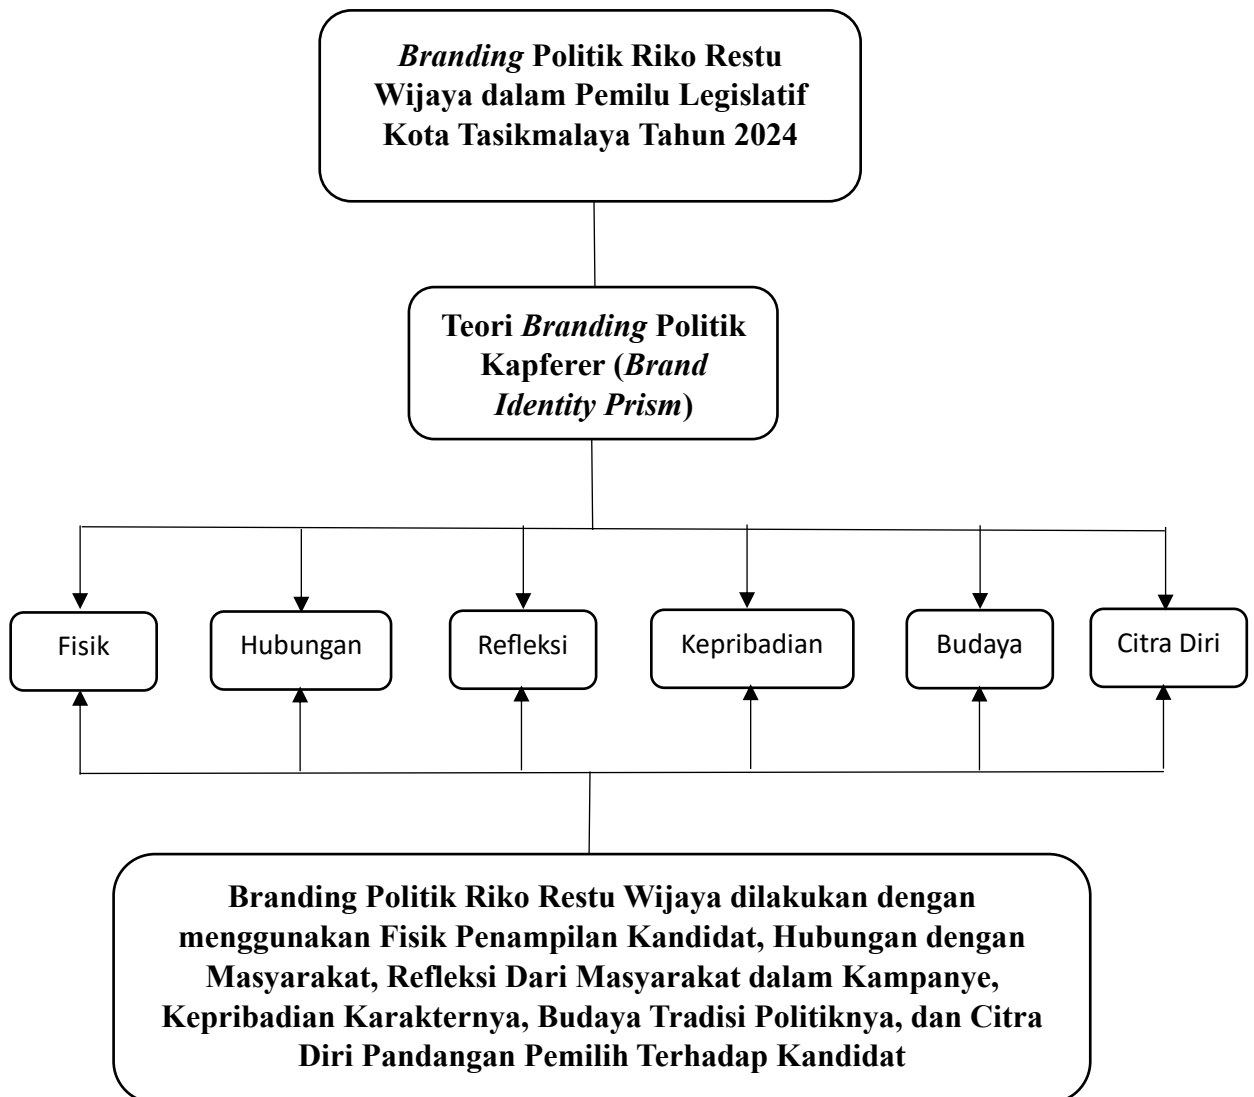 Branding Politik Riko Restu
Wijaya dalam Pemilu Legislatif
Kota Tasikmalaya Tahun 2024
Teori Branding Politik
Kapferer (Brand
Identity Prism)
Fisik
Hubungan
Refleksi
Kepribadian
Budaya
Citra Diri
Branding Politik Riko Restu Wijaya dilakukan dengan
menggunakan Fisik Penampilan Kandidat, Hubungan dengan
Masyarakat, Refleksi Dari Masyarakat dalam Kampanye,
Kepribadian Karakternya, Budaya Tradisi Politiknya, dan Citra
Diri Pandangan Pemilih Terhadap Kandidat